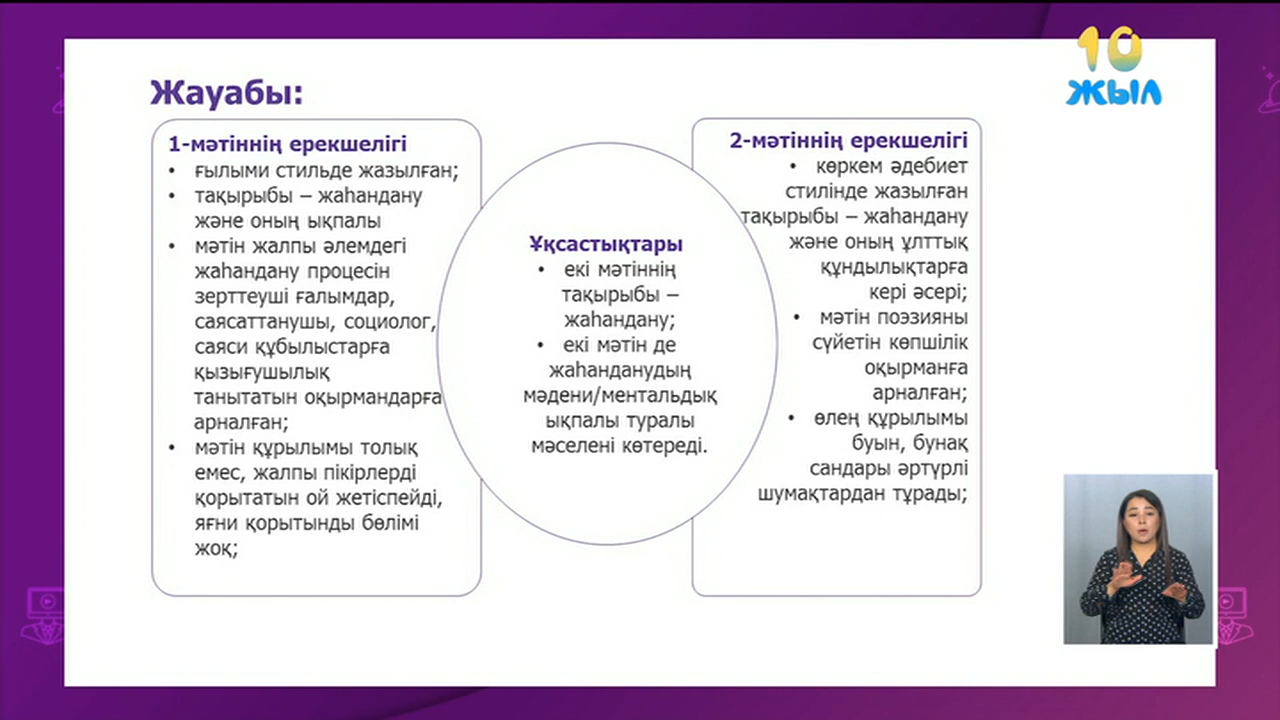 10
ЖЫЛ
Жауабы:
1-мәтіннің ерекшелігі
• ғылыми стильде жазылған;
• тақырыбы – жаһандану
және оның ықпалы
• мәтін жалпы әлемдегі
жаһандану процесін
зерттеуші ғалымдар,
саясаттанушы, социолог,
саяси құбылыстарға
қызығушылық
танытатын оқырмандарға
арналған;
• мәтін құрылымы толық
емес, жалпы пікірлерді
қорытатын ой жетіспейді,
яғни қорытынды бөлімі
жоқ;
Ұқсастықтары
• екі мәтіннің
тақырыбы –
жаһандану;
• екі мәтін де
жаһанданудың
мәдени/ментальдық
ықпалы туралы
мәселені көтереді.
2-мәтіннің ерекшелігі
• көркем әдебиет
стилінде жазылған
тақырыбы – жаһандану
және оның ұлттық
құндылықтарға
кері әсері;
• мәтін поэзияны
сүйетін көпшілік
оқырманға
арналған;
• өлең құрылымы
буын, бунақ
сандары әртүрлі
шумақтардан тұрады;